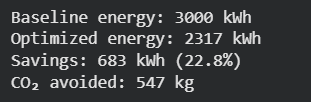 Baseline energy: 3000 kWh
Optimized energy: 2317 kWh
Savings: 683 kWh (22.8%)
CO₂ avoided: 547 kg